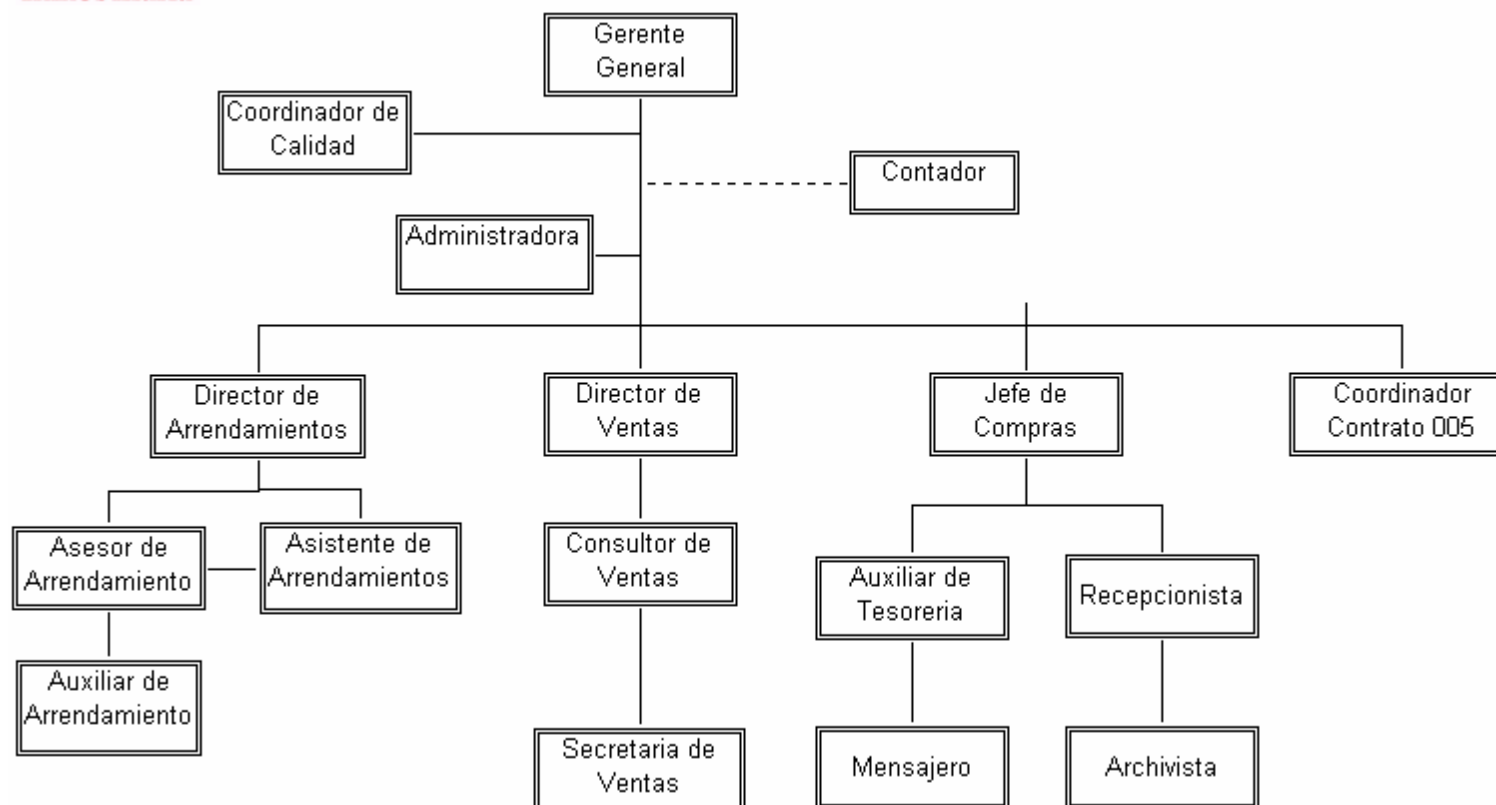 Gerente
General
Coordinador de
Calidad
Contador
Administradora
Director de
Arrendamientos
Director de
Ventas
Jefe de
Compras
Coordinador
Contrato 005
Asesor de
Arrendamiento
Asistente de
Arrendamientos
Consultor de
Ventas
Auxiliar de
Tesoreria
Recepcionista
Auxiliar de
Arrendamiento
Secretaria de
Ventas
Mensajero
Archivista